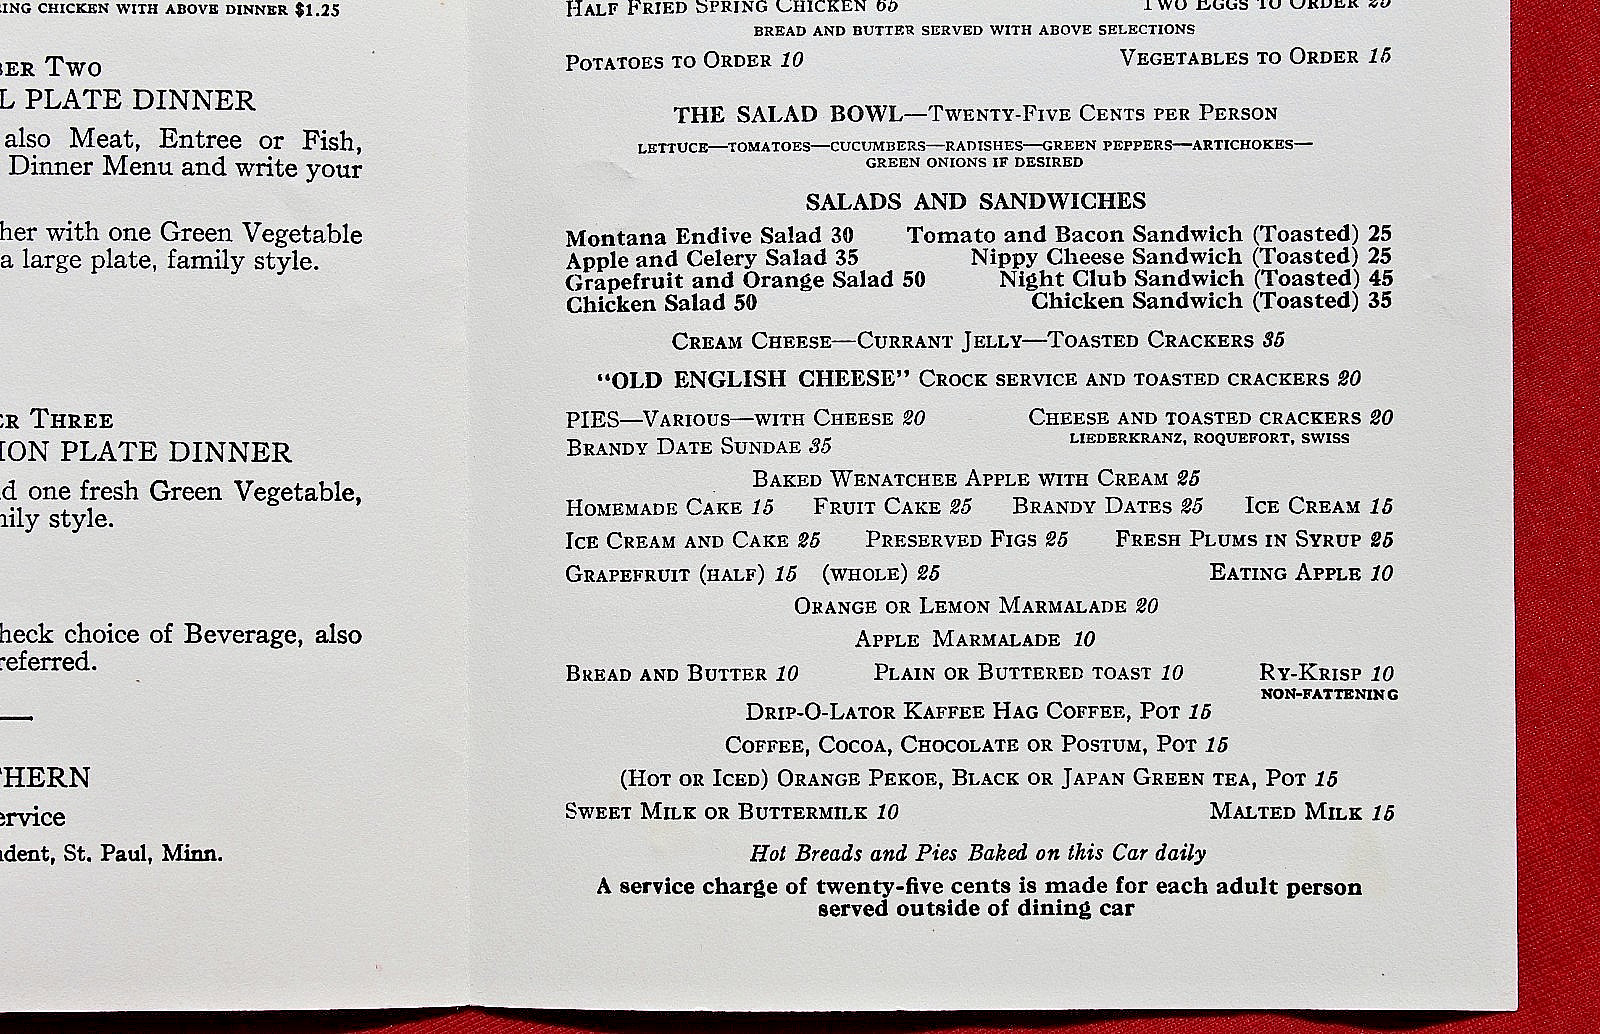 ING CHICKEN WITH ABOVE DINNER $1.25
BER TWO
L PLATE DINNER
also Meat, Entree or Fish,
Dinner Menu and write your
her with one Green Vegetable
a large plate, family style.
ER THREE
ION PLATE DINNER
d one fresh Green Vegetable,
nily style.
heck choice of Beverage, also
referred.
THERN
ervice
dent, St. Paul, Minn.
HALF FRIED SPRING CHICKEN 65 TWO EGGS TO ORDER 25
BREAD AND BUTTER SERVED WITH ABOVE SELECTIONS
POTATOES TO ORDER 10 VEGETABLES TO ORDER 15
THE SALAD BOWL—TWENTY-FIVE CENTS PER PERSON
LETTUCE—TOMATOES—CUCUMBERS—RADISHES—GREEN PEPPERS—ARTICHOKES—
GREEN ONIONS IF DESIRED
SALADS AND SANDWICHES
Montana Endive Salad 30 Tomato and Bacon Sandwich (Toasted) 25
Apple and Celery Salad 35 Nippy Cheese Sandwich (Toasted) 25
Grapefruit and Orange Salad 50 Night Club Sandwich (Toasted) 45
Chicken Salad 50 Chicken Sandwich (Toasted) 35
CREAM CHEESE—CURRANT JELLY—TOASTED CRACKERS 35
"OLD ENGLISH CHEESE" CROCK SERVICE AND TOASTED CRACKERS 20
PIES—VARIOUS—WITH CHEESE 20 CHEESE AND TOASTED CRACKERS 20
LIEDERKRANZ, ROQUEFORT, SWISS
BRANDY DATE SUNDAE 35
BAKED WENATCHEE APPLE WITH CREAM 25
HOMEMADE CAKE 15 FRUIT CAKE 25 BRANDY DATES 25 ICE CREAM 15
ICE CREAM AND CAKE 25 PRESERVED FIGS 25 FRESH PLUMS IN SYRUP 25
GRAPEFRUIT (HALF) 15 (WHOLE) 25 EATING APPLE 10
ORANGE OR LEMON MARMALADE 20
APPLE MARMALADE 10
BREAD AND BUTTER 10 PLAIN OR BUTTERED TOAST 10 RY-KRISP 10
NON-FATTENING
DRIP-O-LATOR KAFFEE HAG COFFEE, POT 15
COFFEE, COCOA, CHOCOLATE OR POSTUM, POT 15
(HOT OR ICED) ORANGE PEKOE, BLACK OR JAPAN GREEN TEA, POT 15
SWEET MILK OR BUTTERMILK 10 MALTED MILK 15
Hot Breads and Pies Baked on this Car daily
A service charge of twenty-five cents is made for each adult person
served outside of dining car